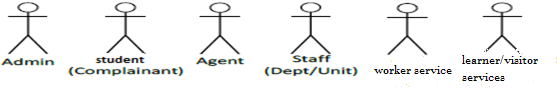 Admin
student
(Complainant)
Agent
Staff
(Dept/Unit)
worker service
learner/visitor
services